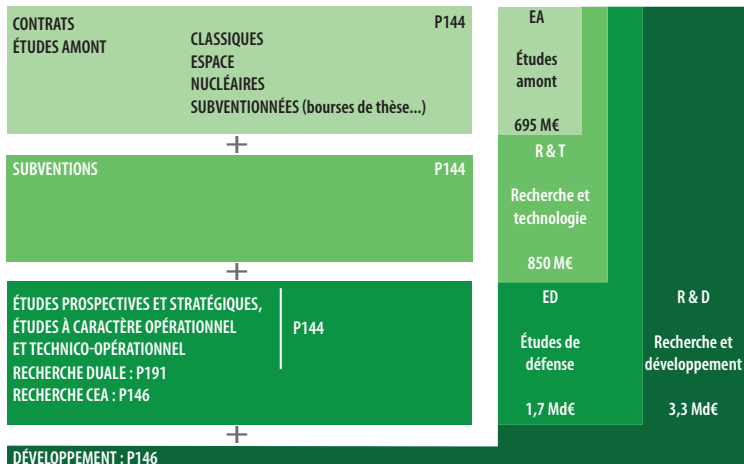 CONTRATS P144
ÉTUDES AMONT
CLASSIQUES
ESPACE
NUCLÉAIRES
SUBVENTIONNÉES (bourses de thèse...)
+
SUBVENTIONS P144
+
ÉTUDES PROSPECTIVES ET STRATÉGIQUES,
ÉTUDES À CARACTÈRE OPÉRATIONNEL P144
ET TECHNICO-OPÉRATIONNEL
RECHERCHE DUALE : P191
RECHERCHE CEA : P146
+
DÉVELOPPEMENT : P146
EA
Études
amont
695 M€
R & T
Recherche et
technologie
850 M€
ED
Études de
défense
1,7 Md€
R & D
Recherche et
développement
3,3 Md€